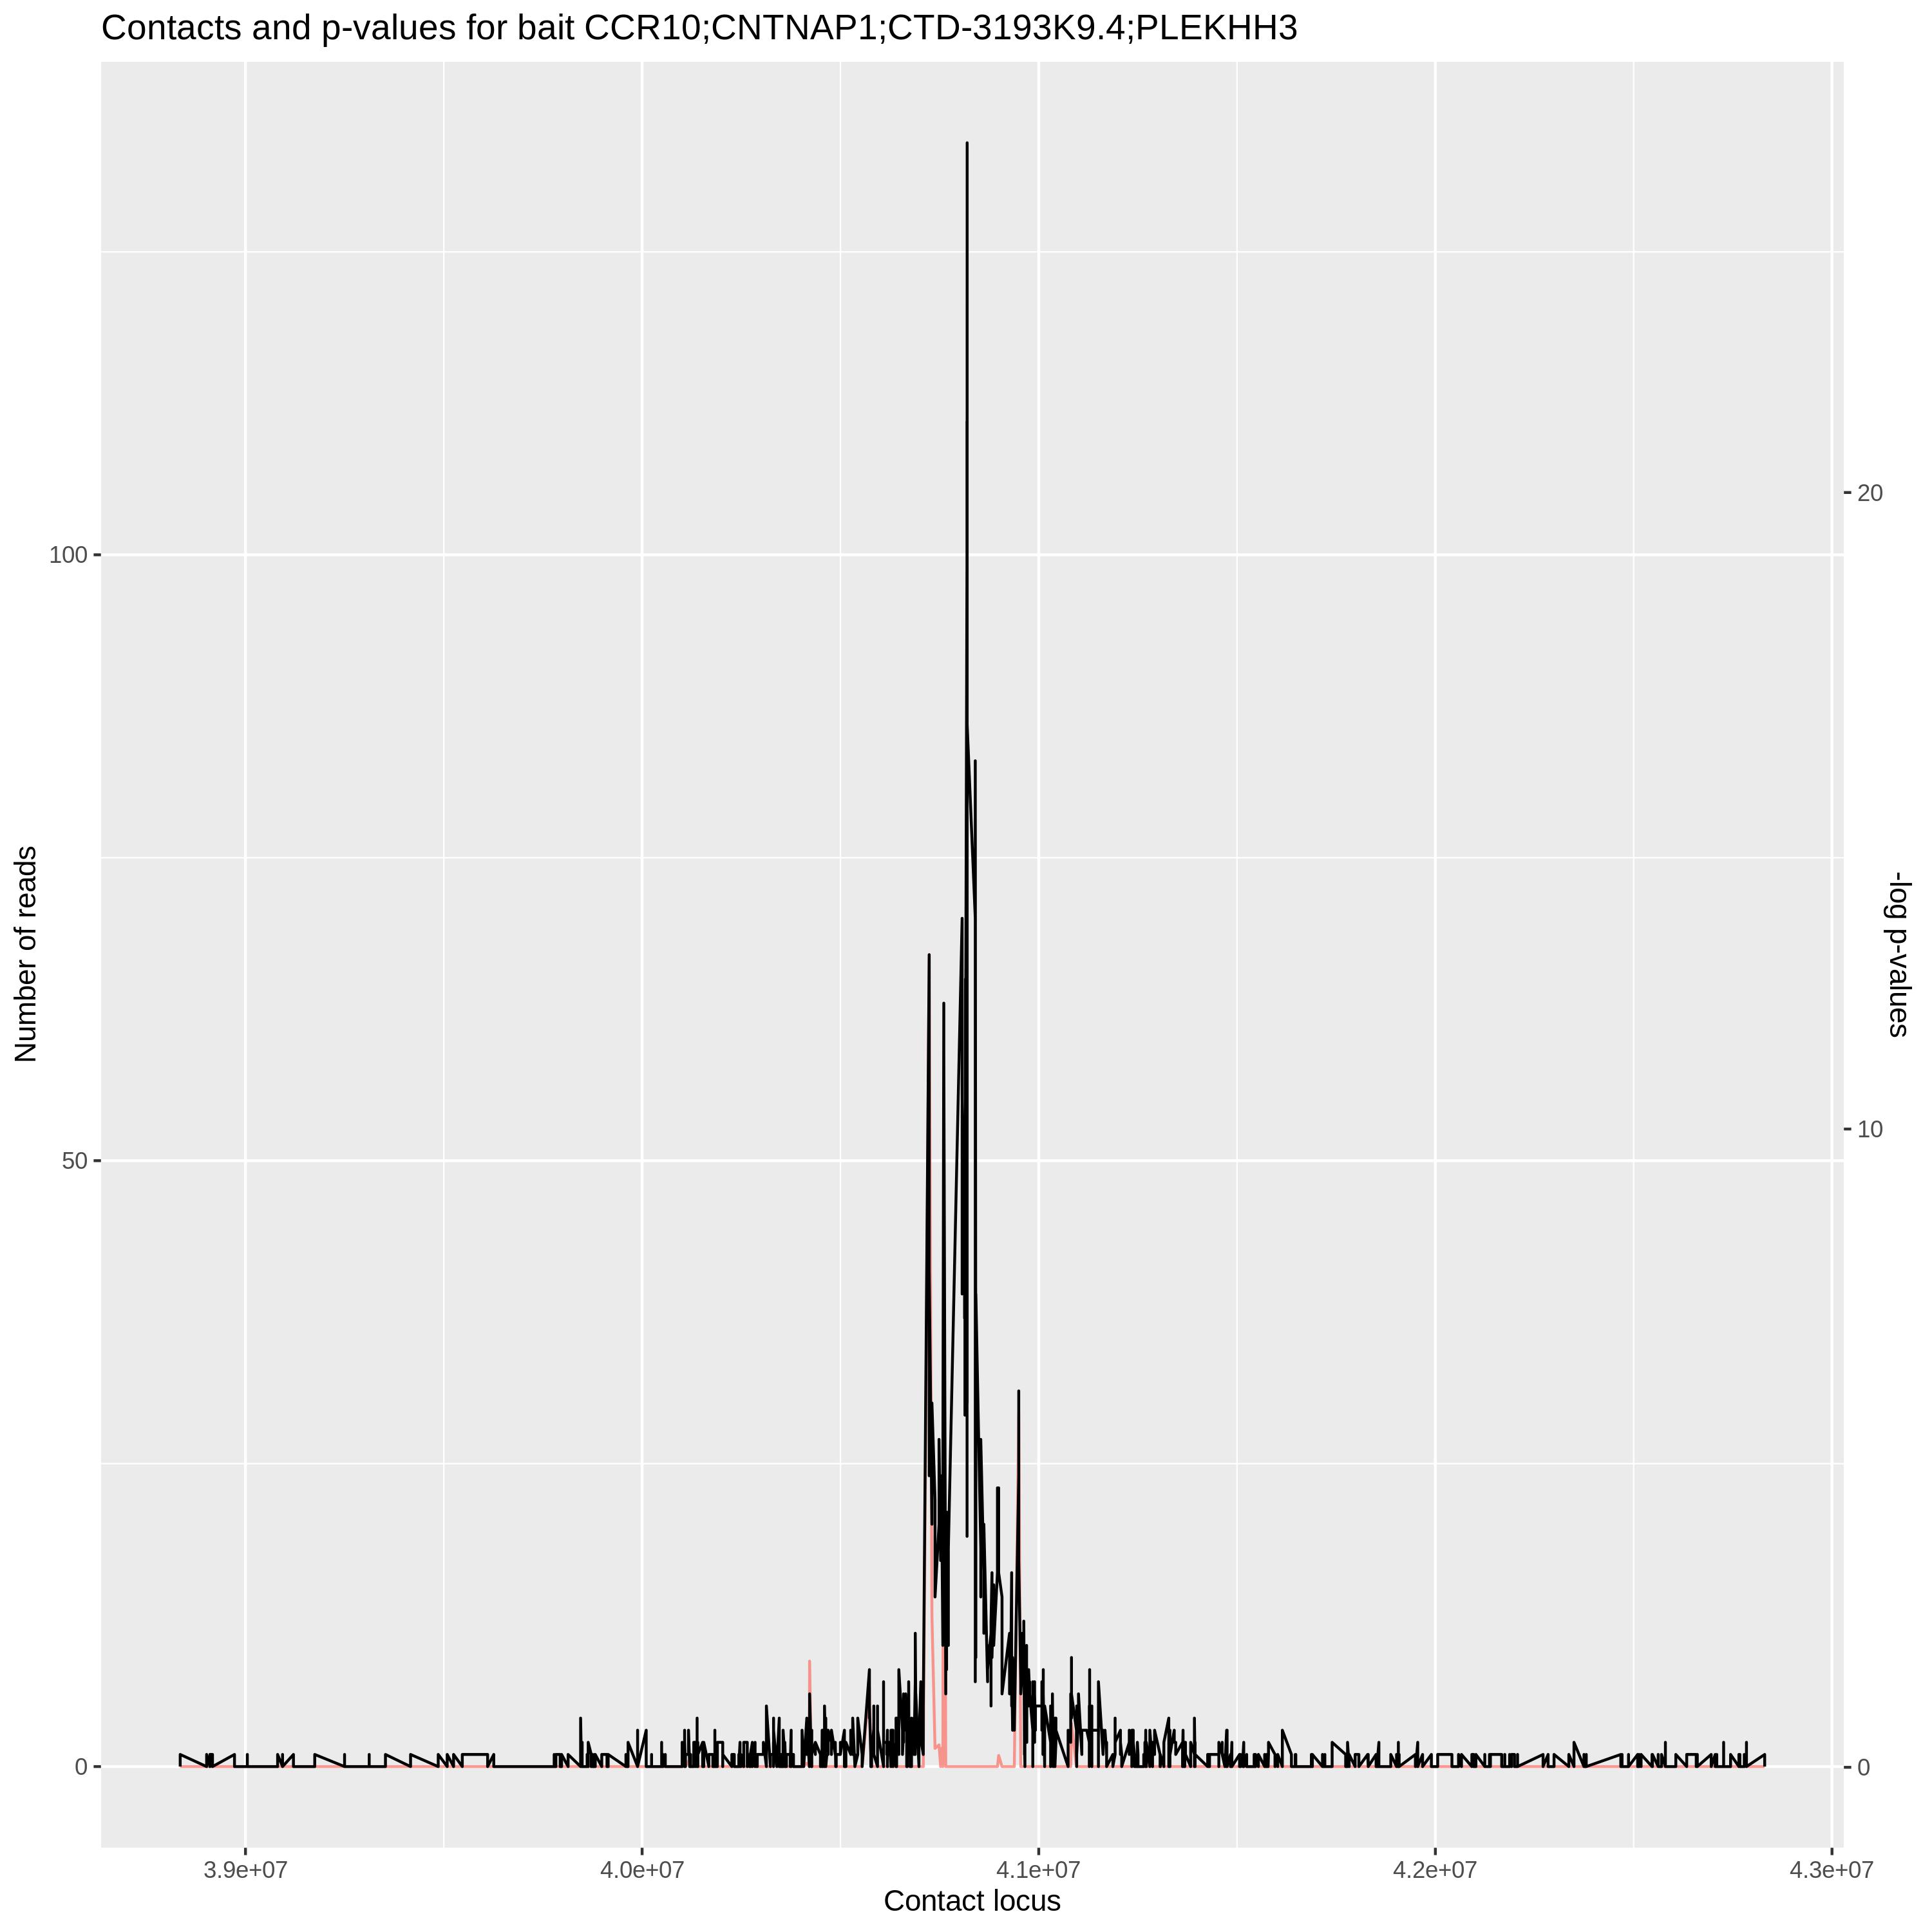 Contacts and p-values for bait CCR10;CNTNAP1;CTD-3193K9.4;PLEKHH3
Number of reads
100
50
0
20
10
0
-log p-values
3.9e+07
4.0e+07
4.1e+07
4.2e+07
4.3e+07
Contact locus